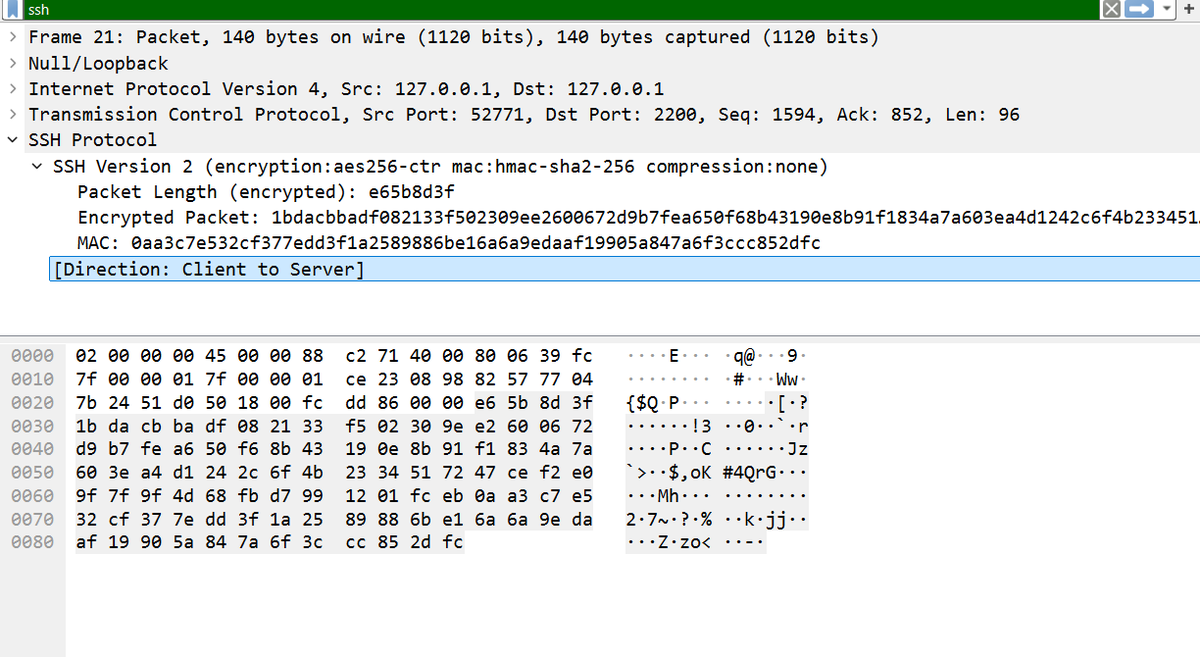 ssh
Frame 21: Packet, 140 bytes on wire (1120 bits), 140 bytes captured (1120 bits)
Null/Loopback
Internet Protocol Version 4, Src: 127.0.0.1, Dst: 127.0.0.1
Transmission Control Protocol, Src Port: 52771, Dst Port: 2200, Seq: 1594, Ack: 852, Len: 96
SSH Protocol
SSH Version 2 (encryption:aes256-ctr mac:hmac-sha2-256 compression:none)
Packet Length (encrypted): e65b8d3f
Encrypted Packet: 1bdacbbadf082133f502309ee2600672d9b7fea650f68b43190e8b91f1834a7a603ea4d1242c6f4b233451
MAC: 0aa3c7e532cf377edd3f1a2589886be16a6a9edaaf19905a847a6f3ccc852dfc
[Direction: Client to Server]
0000 02 00 00 00 45 00 00 88 c2 71 40 00 80 06 39 fc ····E··· ·q@···9·
0010 7f 00 00 01 7f 00 00 01 ce 23 08 98 82 57 77 04 ········ ·#···Ww·
0020 7b 24 51 d0 50 18 00 fc dd 86 00 00 e6 5b 8d 3f {$Q·P··· ·····[·?
0030 1b da cb ba df 08 21 33 f5 02 30 9e e2 60 06 72 ······!3 ··0··`·r
0040 d9 b7 fe a6 50 f6 8b 43 19 0e 8b 91 f1 83 4a 7a ····P··C ······Jz
0050 60 3e a4 d1 24 2c 6f 4b 23 34 51 72 47 ce f2 e0 `>··$,oK #4QrG···
0060 9f 7f 9f 4d 68 fb d7 99 12 01 fc eb 0a a3 c7 e5 ···Mh··· ········
0070 32 cf 37 7e dd 3f 1a 25 89 88 6b e1 6a 6a 9e da 2·7~·?·% ··k·jj··
0080 af 19 90 5a 84 7a 6f 3c cc 85 2d fc ···Z·zo< ··-·